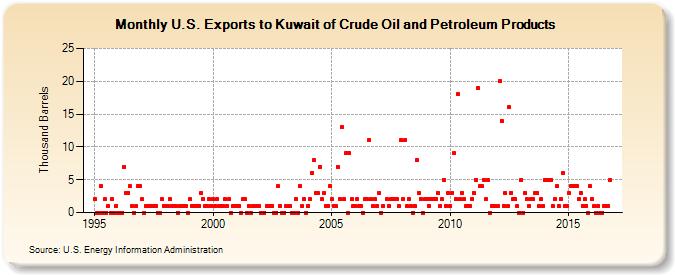 Monthly U.S. Exports to Kuwait of Crude Oil and Petroleum Products
Thousand Barrels
25
20
15
10
5
0
1995 2000 2005 2010 2015
Source: U.S. Energy Information Administration